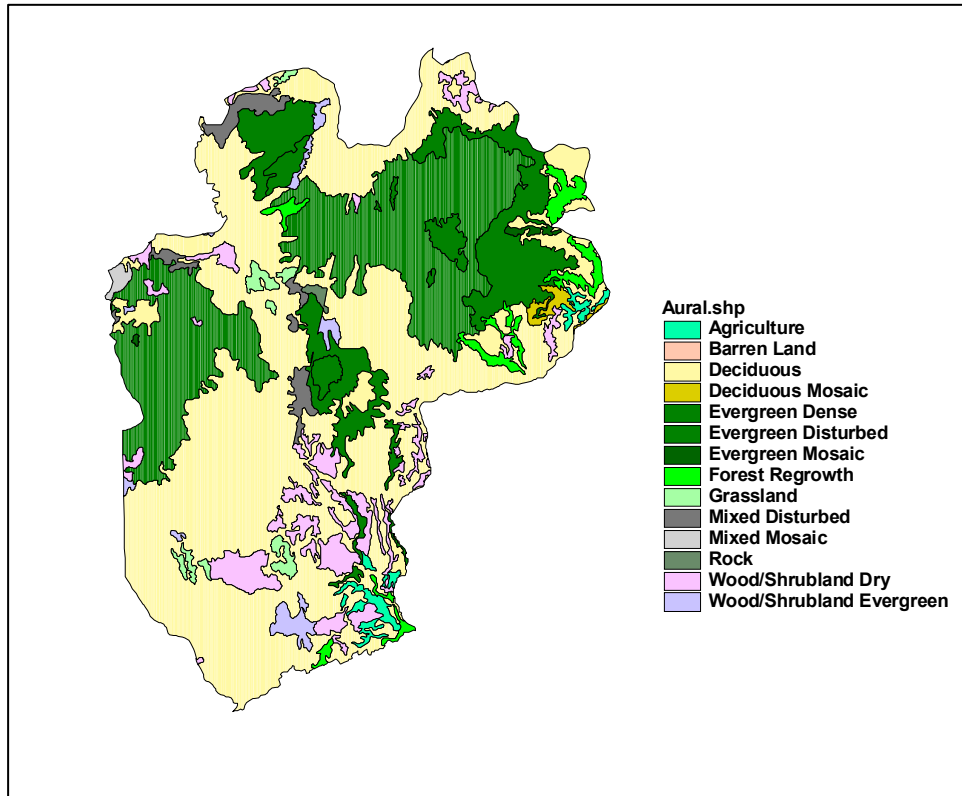 Aural.shp
Agriculture
Barren Land
Deciduous
Deciduous Mosaic
Evergreen Dense
Evergreen Disturbed
Evergreen Mosaic
Forest Regrowth
Grassland
Mixed Disturbed
Mixed Mosaic
Rock
Wood/Shrubland Dry
Wood/Shrubland Evergreen